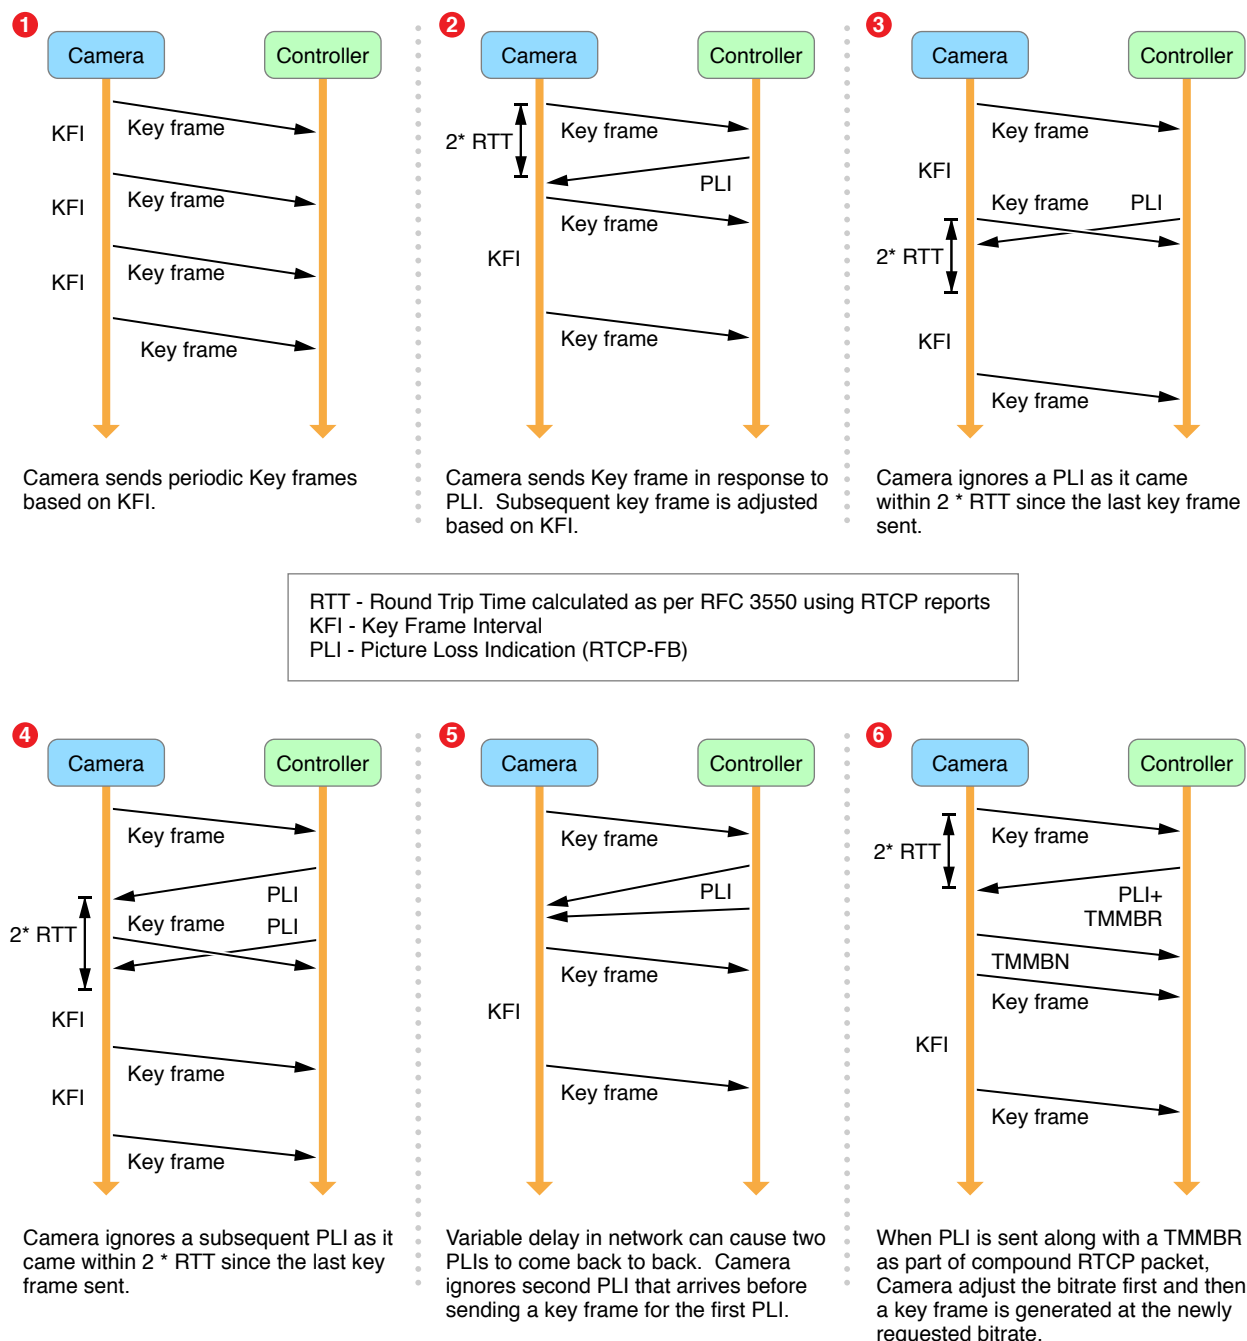 1
Camera
Controller
KFI
Key frame
KFI
Key frame
KFI
Key frame
Key frame
Camera sends periodic Key frames
based on KFI.
2
Camera
Controller
2* RTT
Key frame
PLI
Key frame
KFI
Key frame
Camera sends Key frame in response to
PLI.  Subsequent key frame is adjusted
based on KFI.
3
Camera
Controller
Key frame
KFI
Key frame
PLI
2* RTT
KFI
Key frame
Camera ignores a PLI as it came
within 2 * RTT since the last key frame
sent.
RTT - Round Trip Time calculated as per RFC 3550 using RTCP reports
KFI - Key Frame Interval
PLI - Picture Loss Indication (RTCP-FB)
4
Camera
Controller
Key frame
PLI
Key frame
PLI
2* RTT
KFI
Key frame
KFI
Key frame
Camera ignores a subsequent PLI as it
came within 2 * RTT since the last key
frame sent.
5
Camera
Controller
Key frame
PLI
Key frame
KFI
Key frame
Variable delay in network can cause two
PLIs to come back to back.  Camera
ignores second PLI that arrives before
sending a key frame for the first PLI.
6
Camera
Controller
Key frame
2* RTT
PLI+
TMMBR
TMMBN
Key frame
KFI
Key frame
When PLI is sent along with a TMMBR
as part of compound RTCP packet,
Camera adjust the bitrate first and then
a key frame is generated at the newly
requested bitrate.